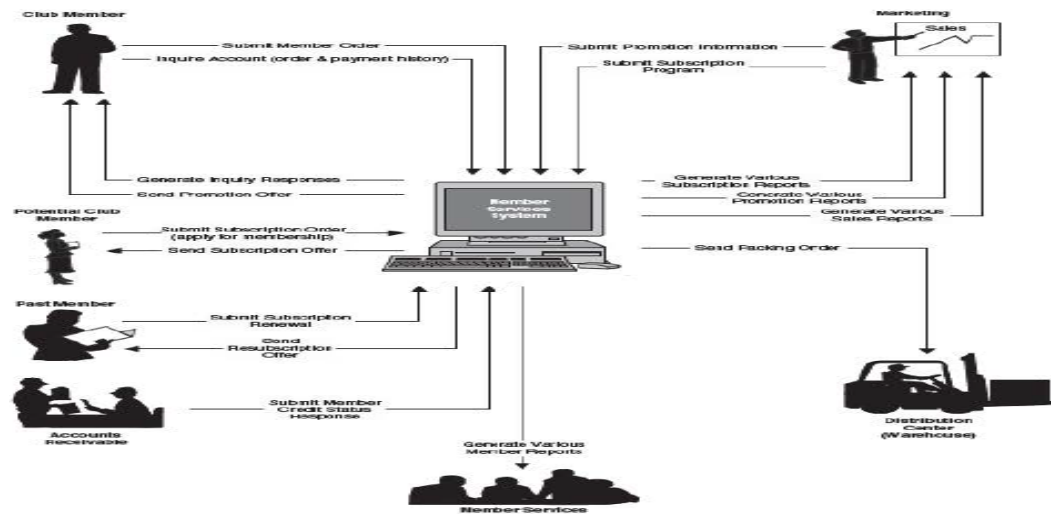 Club Member
Marketing
Sales
Submit Member Order
Submit Promotion Information
Inquire Account (order & payment history)
Submit Subscription
Program
Generate Inquiry Responses
Send Promotion Offer
Generate Various
Subscription Reports
Generate Various
Promotion Reports
Generate Various
Sales Reports
Member
Services
System
Potential Club
Member
Submit Subscription Order
(apply for membership)
Send Subscription Offer
Send Packing Order
Past Member
Submit Subscription
Renewal
Send
Resubscription
Offer
Submit Member
Credit Status
Response
Accounts
Receivable
Distribution
Center
(Warehouse)
Generate Various
Member Reports
Member Services